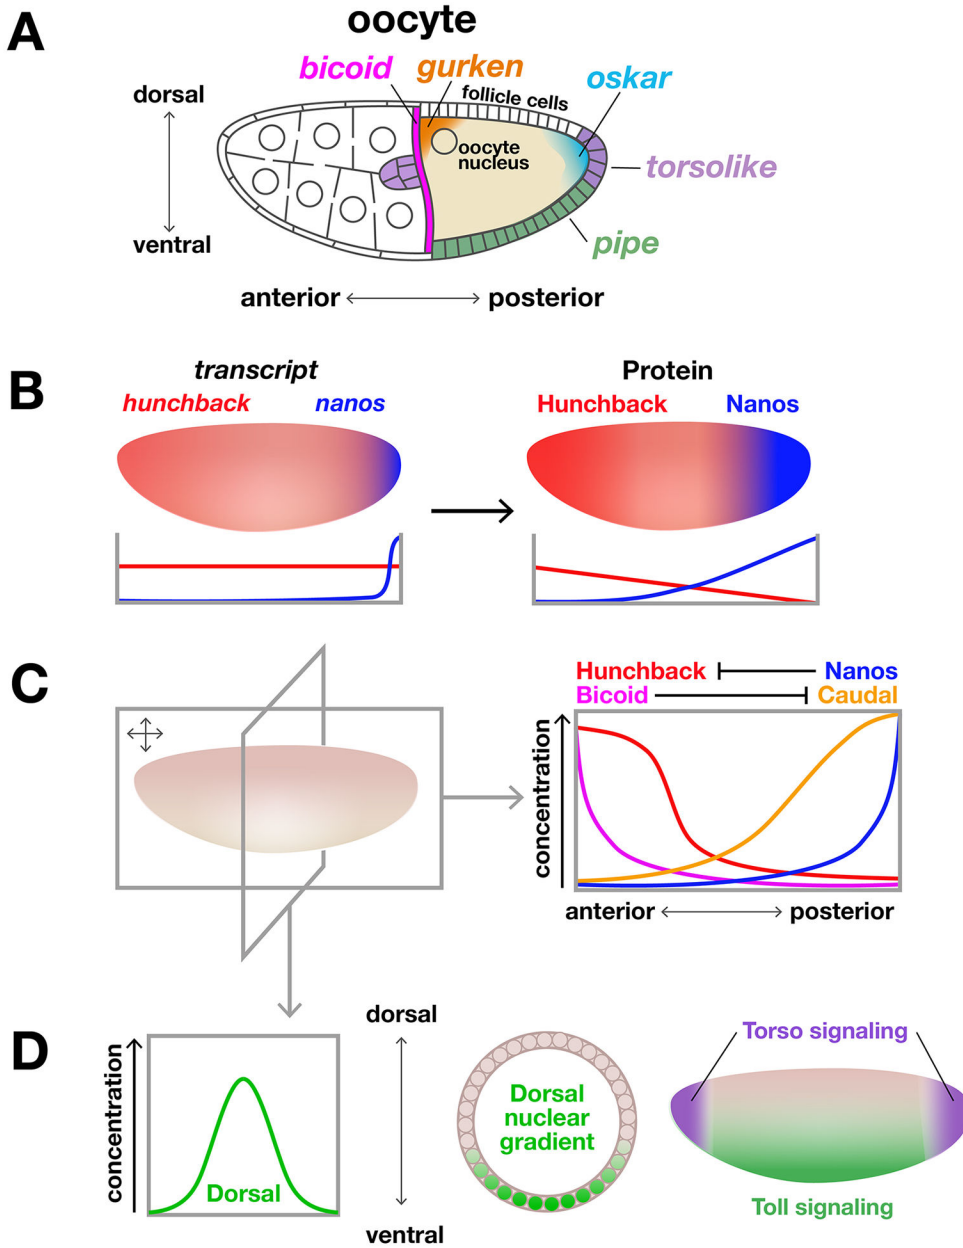 A
oocyte
bicoid
gurken
oskar
follicle cells
dorsal
oocyte
nucleus
torsolike
ventral
pipe
anterior
posterior
B
transcript
Protein
hunchback
nanos
Hunchback
Nanos
C
Hunchback
Nanos
Bicoid
Caudal
concentration
anterior
posterior
D
dorsal
Torso signaling
concentration
Dorsal
nuclear
gradient
Dorsal
Toll signaling
ventral